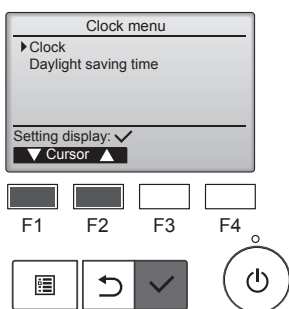 Clock menu
Clock
Daylight saving time
Setting display:
Cursor
F1 F2 F3 F4